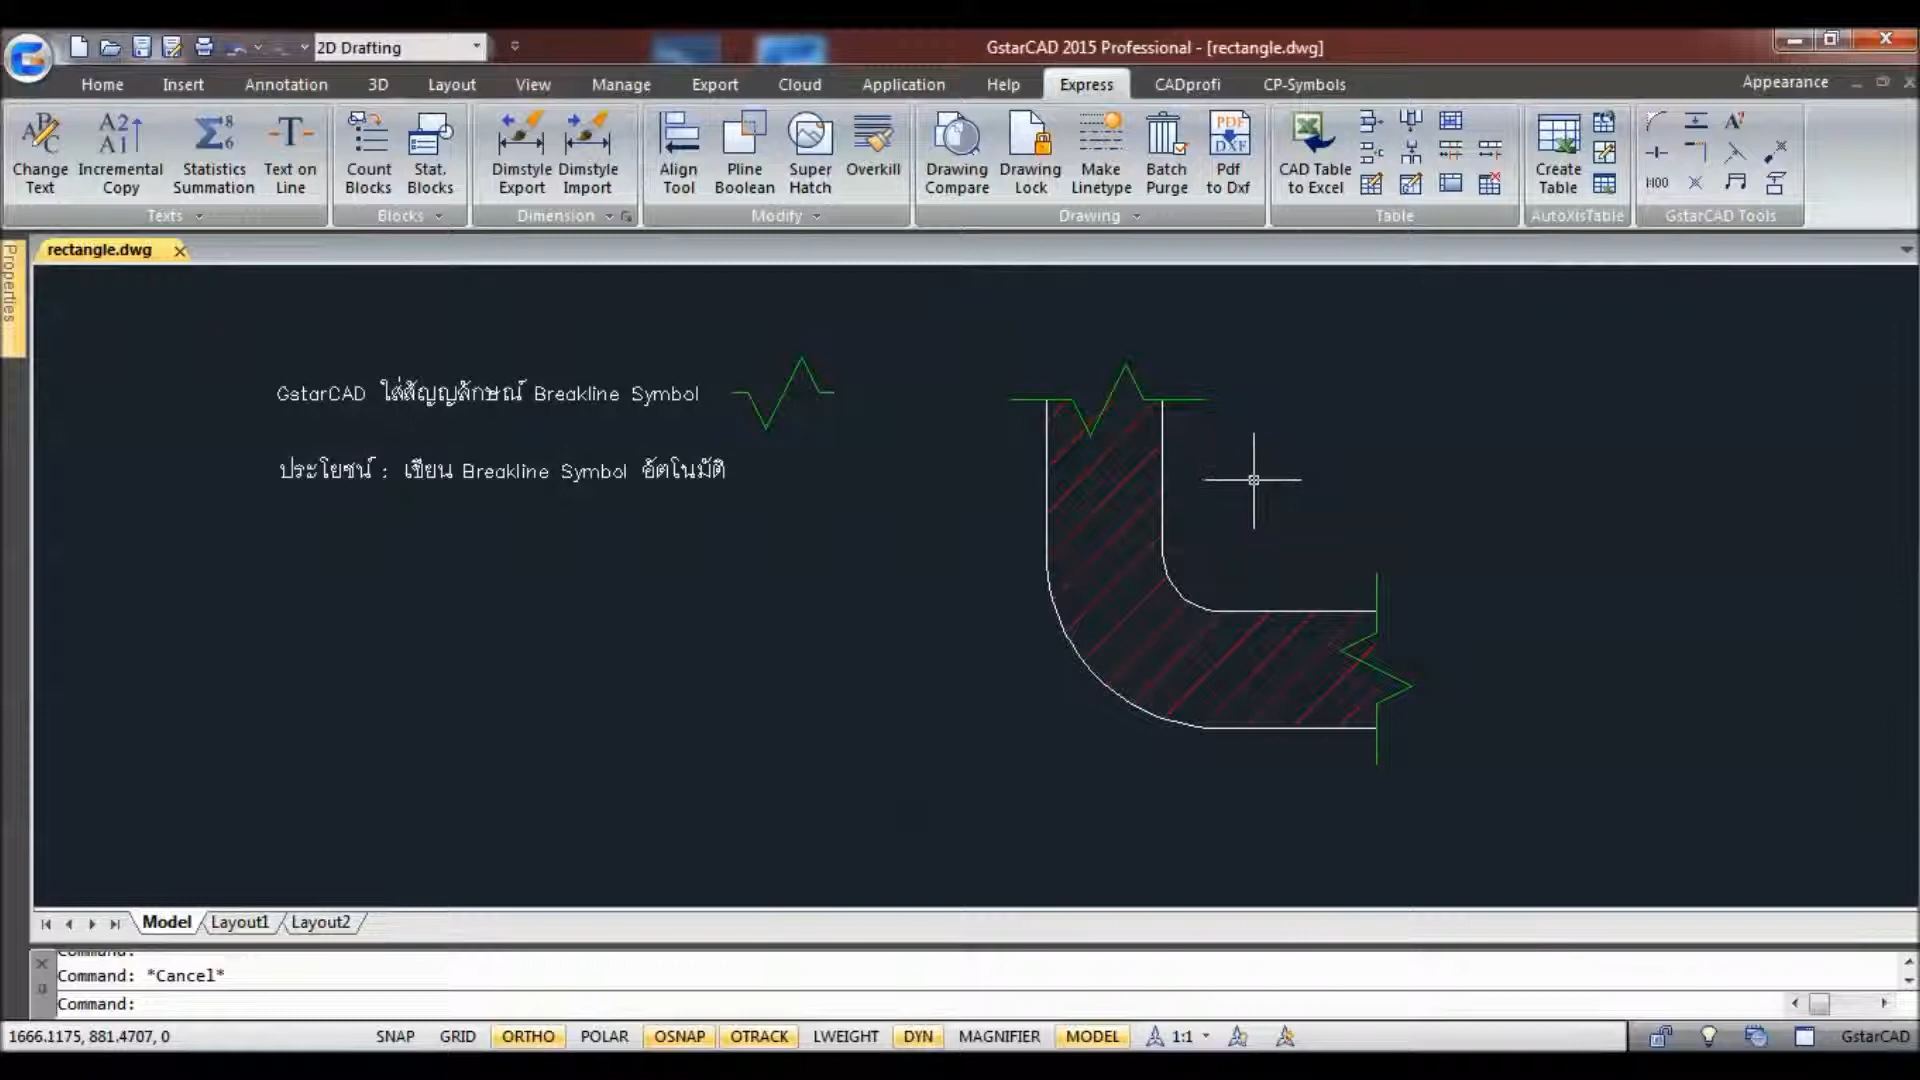 2D Drafting
GstarCAD 2015 Professional - [rectangle.dwg]
Home Insert Annotation 3D Layout View Manage Export Cloud Application Help Express CADprofi CP-Symbols Appearance
Change Text
Incremental Copy
Statistics Summation
Text on Line
Count Blocks
Stat. Blocks
Dimstyle Export
Dimstyle Import
Align Tool
Pline Boolean
Super Hatch
Overkill
Drawing Compare
Drawing Lock
Make Linetype
Batch Purge
PDF DXF
Pdf to Dxf
CAD Table to Excel
Create Table
Texts Blocks Dimension Modify Drawing Table AutoXlsTable GstarCAD Tools
rectangle.dwg
Properties
GstarCAD ใส่สัญญลักษณ์ Breakline Symbol
ประโยชน์ : เขียน Breakline Symbol อัตโนมัติ
Model Layout1 Layout2
Command:
Command: *Cancel*
Command:
1666.1175, 881.4707, 0 SNAP GRID ORTHO POLAR OSNAP OTRACK LWEIGHT DYN MAGNIFIER MODEL 1:1 GstarCAD